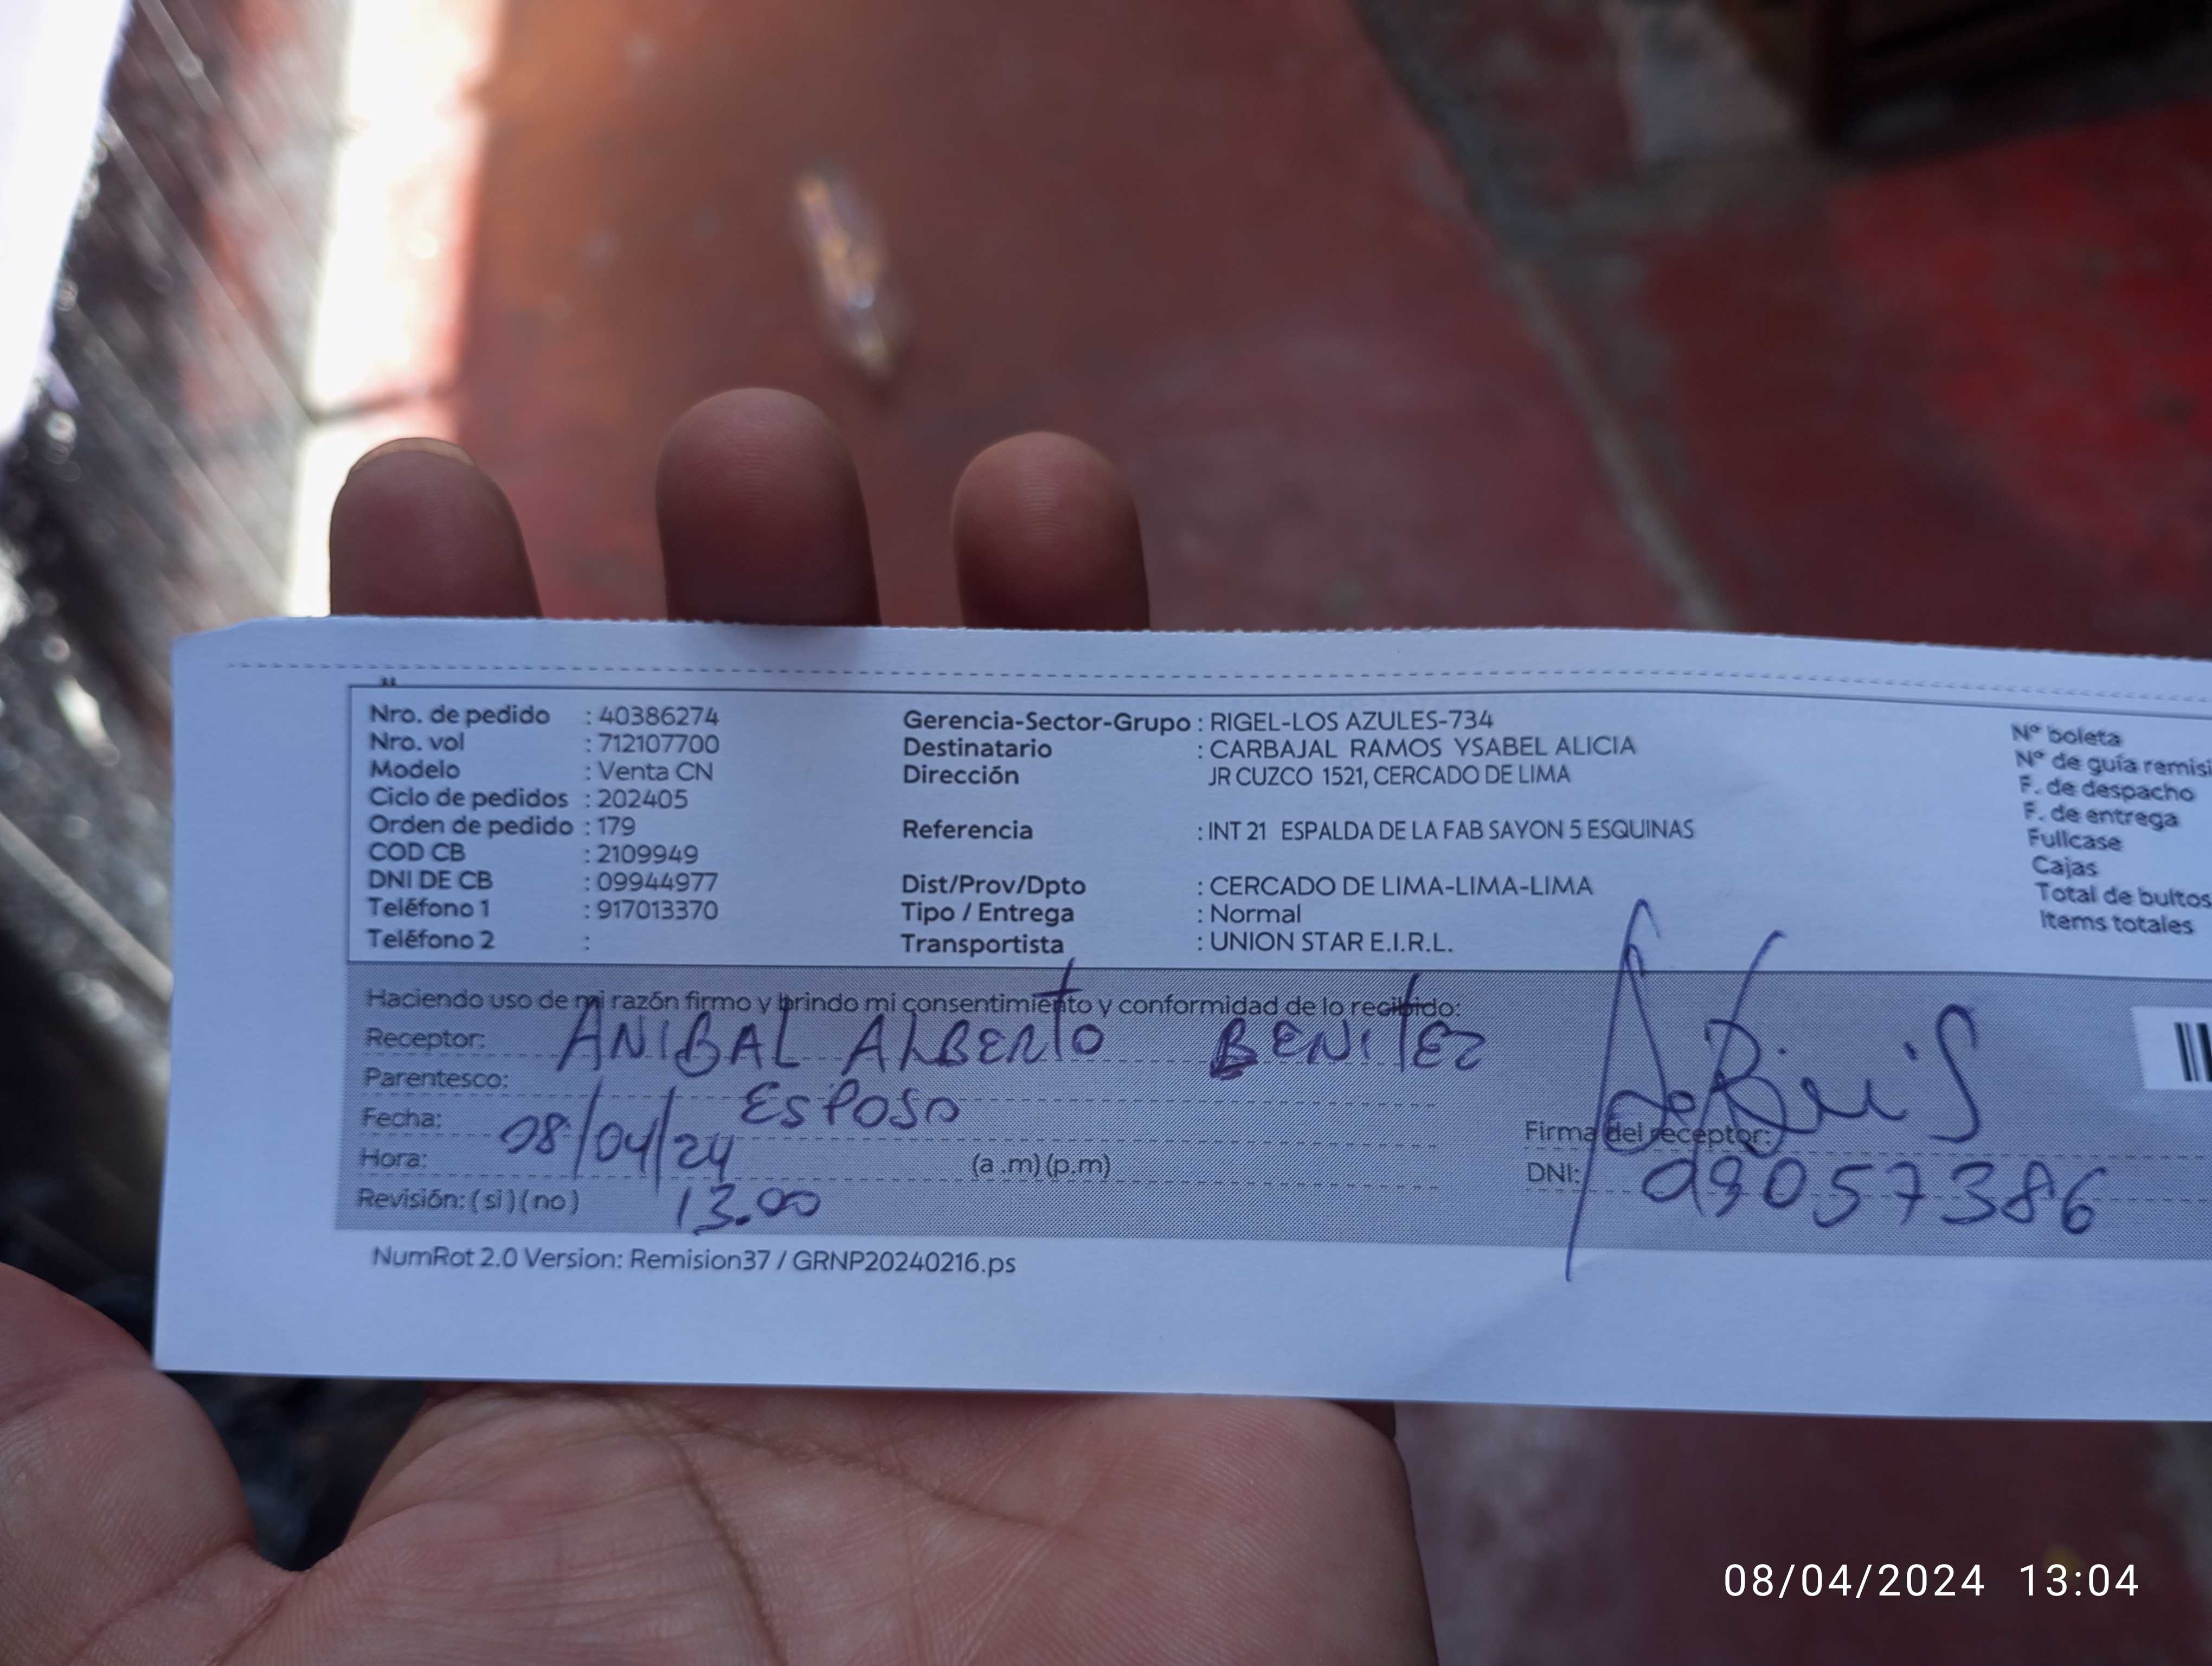 Nro. de pedido : 40386274
Nro. vol : 712107700
Modelo : Venta CN
Ciclo de pedidos : 202405
Orden de pedido : 179
COD CB : 2109949
DNI DE CB : 09944977
Teléfono 1 : 917013370
Teléfono 2 :
Gerencia-Sector-Grupo : RIGEL-LOS AZULES-734
Destinatario : CARBAJAL RAMOS YSABEL ALICIA
Dirección JR CUZCO 1521, CERCADO DE LIMA
Referencia : INT 21 ESPALDA DE LA FAB SAYON 5 ESQUINAS
Dist/Prov/Dpto : CERCADO DE LIMA-LIMA-LIMA
Tipo / Entrega : Normal
Transportista : UNION STAR E.I.R.L.
N° boleta
N° de guía remisi
F. de despacho
F. de entrega
Fullcase
Cajas
Total de bultos
Items totales
Haciendo uso de mi razón firmo y brindo mi consentimiento y conformidad de lo recibido:
Receptor: ANIBAL ALBERTO BENITEZ
Parentesco: ESPOSO
Fecha: 08/04/24
Hora: 13.00 (a .m) (p.m)
Revisión: ( si ) ( no )
Firma del receptor:
DNI: 09057386
NumRot 2.0 Version: Remision37 / GRNP20240216.ps
08/04/2024 13:04